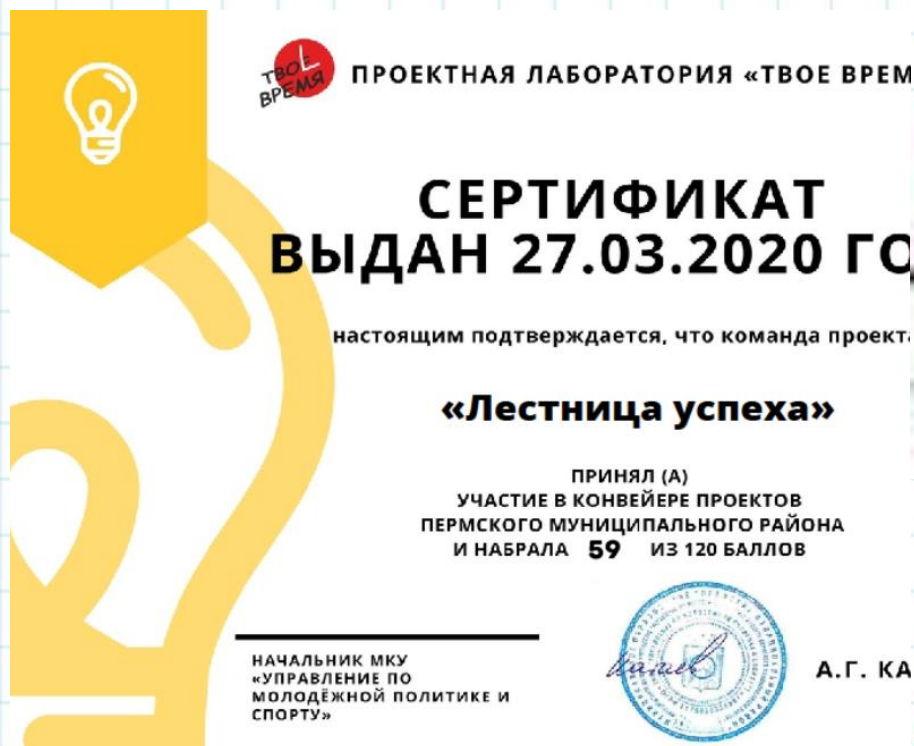 ТВОЕ
ВРЕМЯ
ПРОЕКТНАЯ ЛАБОРАТОРИЯ «ТВОЕ ВРЕМ
СЕРТИФИКАТ
ВЫДАН 27.03.2020 ГО
настоящим подтверждается, что команда проекта
«Лестница успеха»
ПРИНЯЛ (А)
УЧАСТИЕ В КОНВЕЙЕРЕ ПРОЕКТОВ
ПЕРМСКОГО МУНИЦИПАЛЬНОГО РАЙОНА
И НАБРАЛА 59 ИЗ 120 БАЛЛОВ
НАЧАЛЬНИК МКУ
«УПРАВЛЕНИЕ ПО
МОЛОДЁЖНОЙ ПОЛИТИКЕ И
СПОРТУ»
А.Г. КА